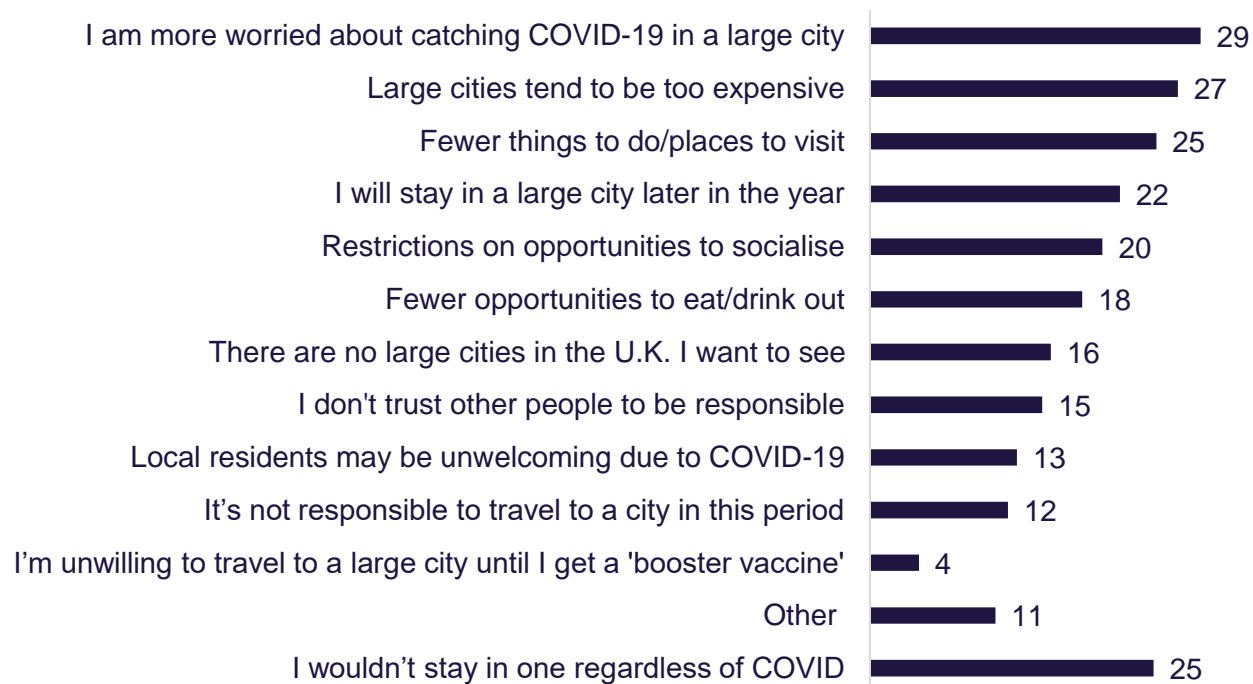 I am more worried about catching COVID-19 in a large city 29
Large cities tend to be too expensive 27
Fewer things to do/places to visit 25
I will stay in a large city later in the year 22
Restrictions on opportunities to socialise 20
Fewer opportunities to eat/drink out 18
There are no large cities in the U.K. I want to see 16
I don't trust other people to be responsible 15
Local residents may be unwelcoming due to COVID-19 13
It’s not responsible to travel to a city in this period 12
I’m unwilling to travel to a large city until I get a 'booster vaccine' 4
Other 11
I wouldn’t stay in one regardless of COVID 25